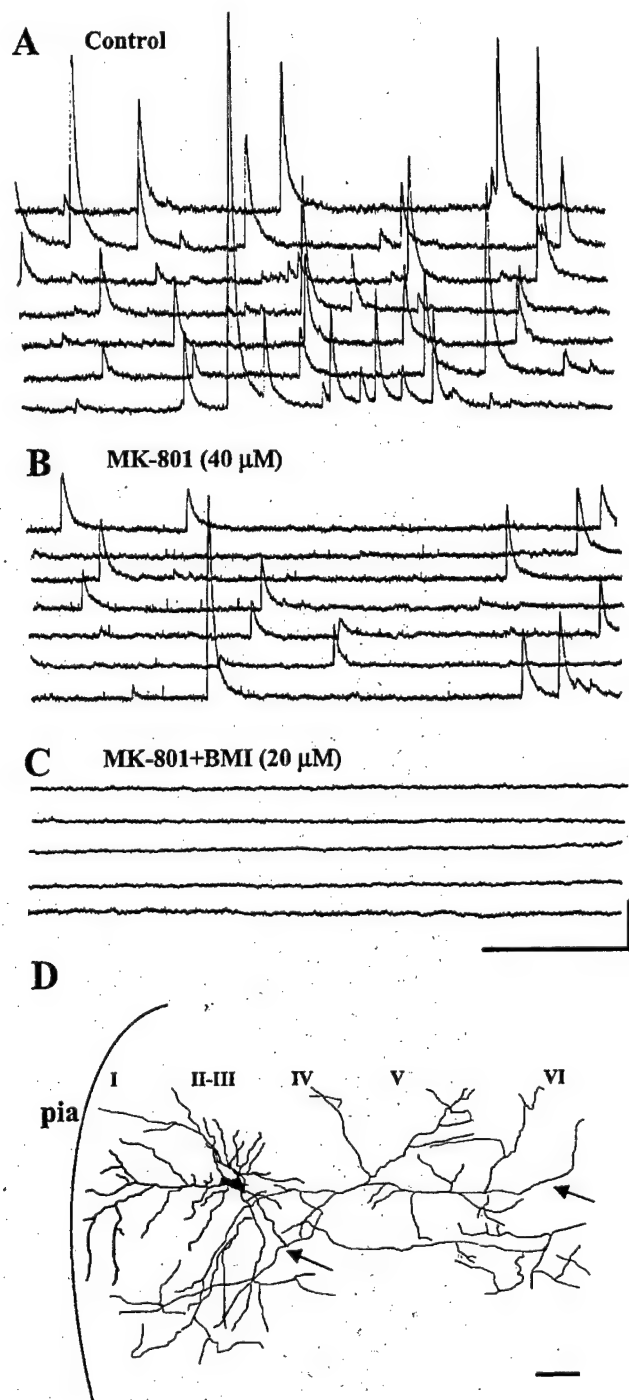 A Control
B MK-801 (40 μM)
C MK-801+BMI (20 μM)
D
I II-III IV V VI
pia